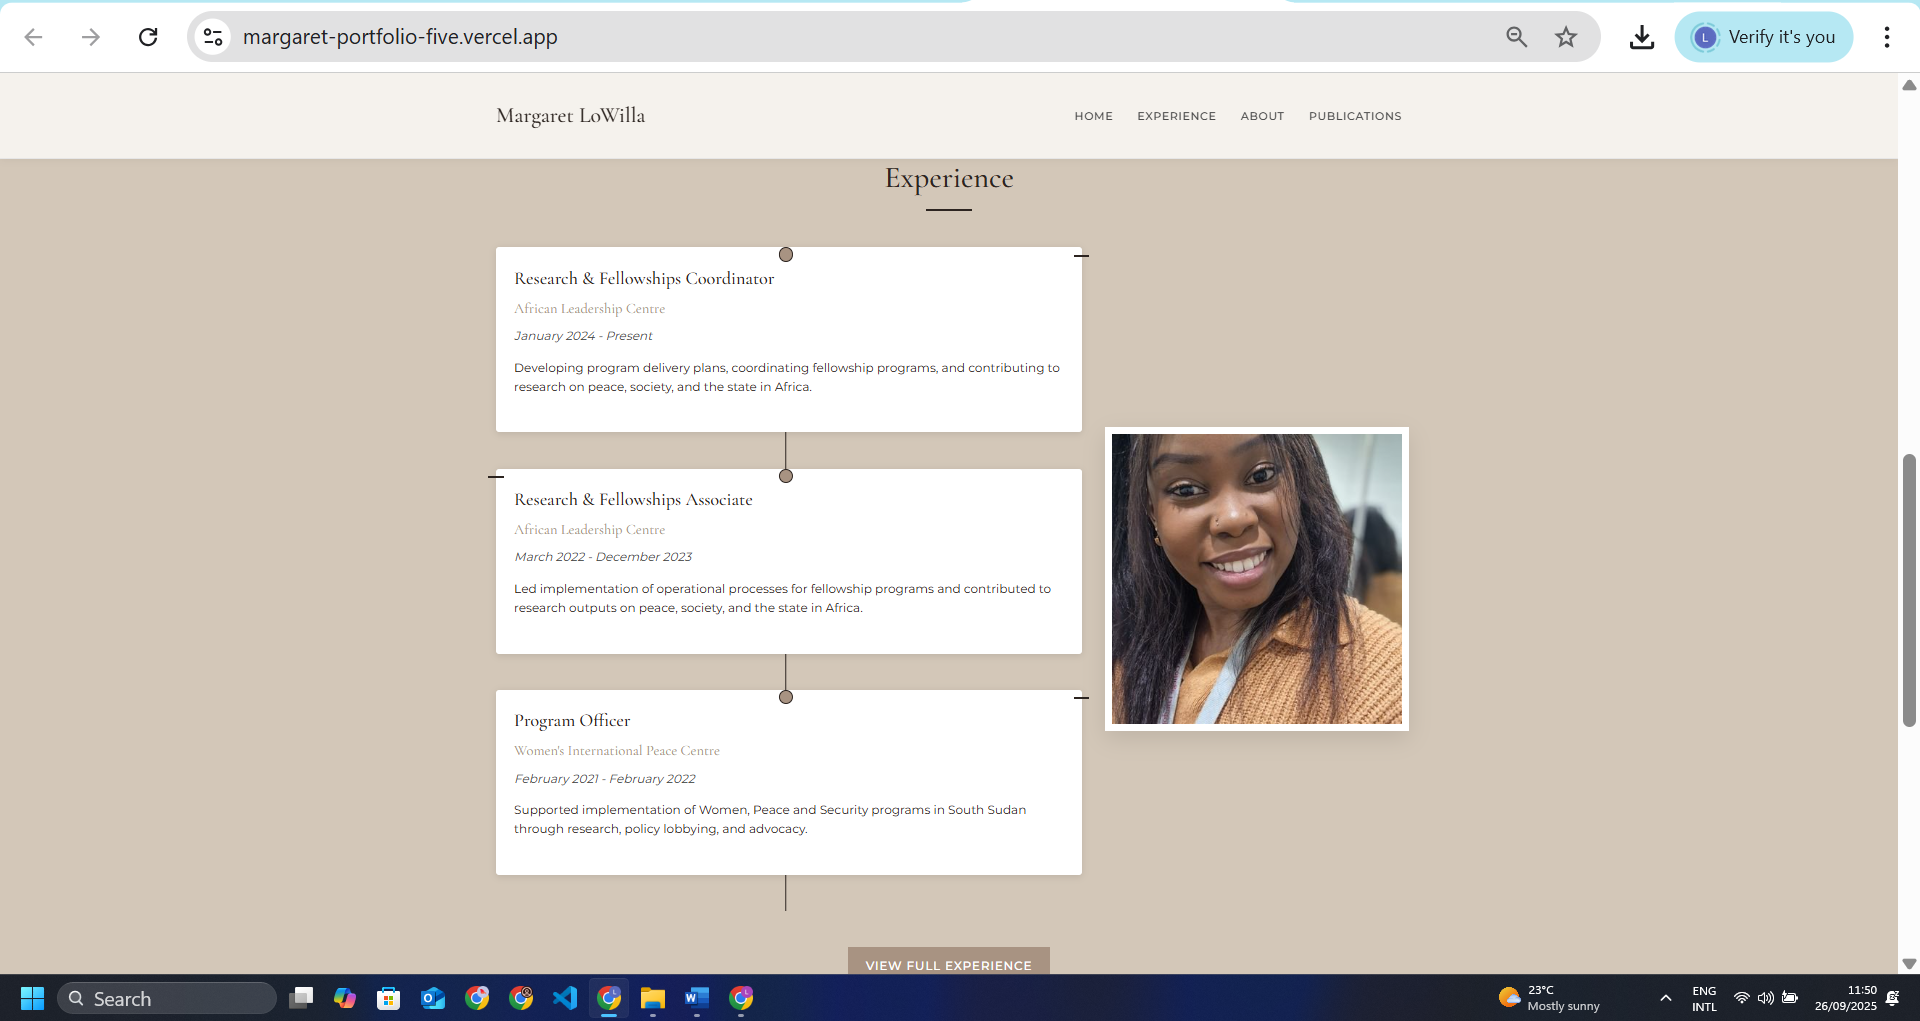 margaret-portfolio-five.vercel.app
L
Verify it's you
Margaret LoWilla
HOME
EXPERIENCE
ABOUT
PUBLICATIONS
Experience
Research & Fellowships Coordinator
African Leadership Centre
January 2024 - Present
Developing program delivery plans, coordinating fellowship programs, and contributing to
research on peace, society, and the state in Africa.
Research & Fellowships Associate
African Leadership Centre
March 2022 - December 2023
Led implementation of operational processes for fellowship programs and contributed to
research outputs on peace, society, and the state in Africa.
Program Officer
Women's International Peace Centre
February 2021 - February 2022
Supported implementation of Women, Peace and Security programs in South Sudan
through research, policy lobbying, and advocacy.
VIEW FULL EXPERIENCE
Search
23°C
Mostly sunny
ENG
INTL
11:50
26/09/2025